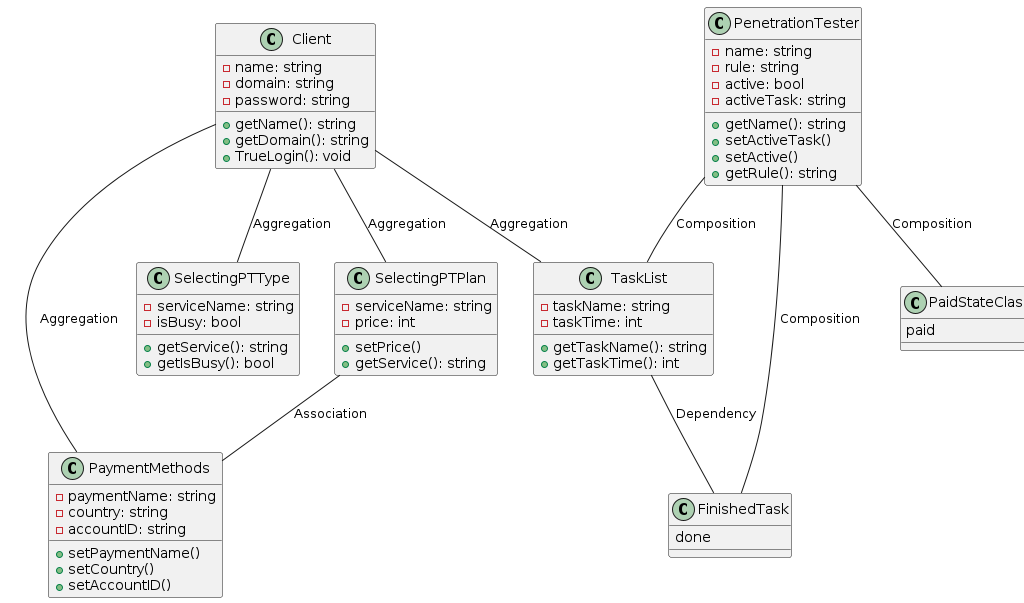 C Client
name: string
domain: string
password: string
getName(): string
getDomain(): string
TrueLogin(): void
C PenetrationTester
name: string
rule: string
active: bool
activeTask: string
getName(): string
setActiveTask()
setActive()
getRule(): string
Aggregation
Aggregation
Aggregation
Composition
Composition
C SelectingPTType
serviceName: string
isBusy: bool
getService(): string
getIsBusy(): bool
C SelectingPTPlan
serviceName: string
price: int
setPrice()
getService(): string
C TaskList
taskName: string
taskTime: int
getTaskName(): string
getTaskTime(): int
C PaidStateClas
paid
Aggregation
Composition
Association
Dependency
C PaymentMethods
paymentName: string
country: string
accountID: string
setPaymentName()
setCountry()
setAccountID()
C FinishedTask
done